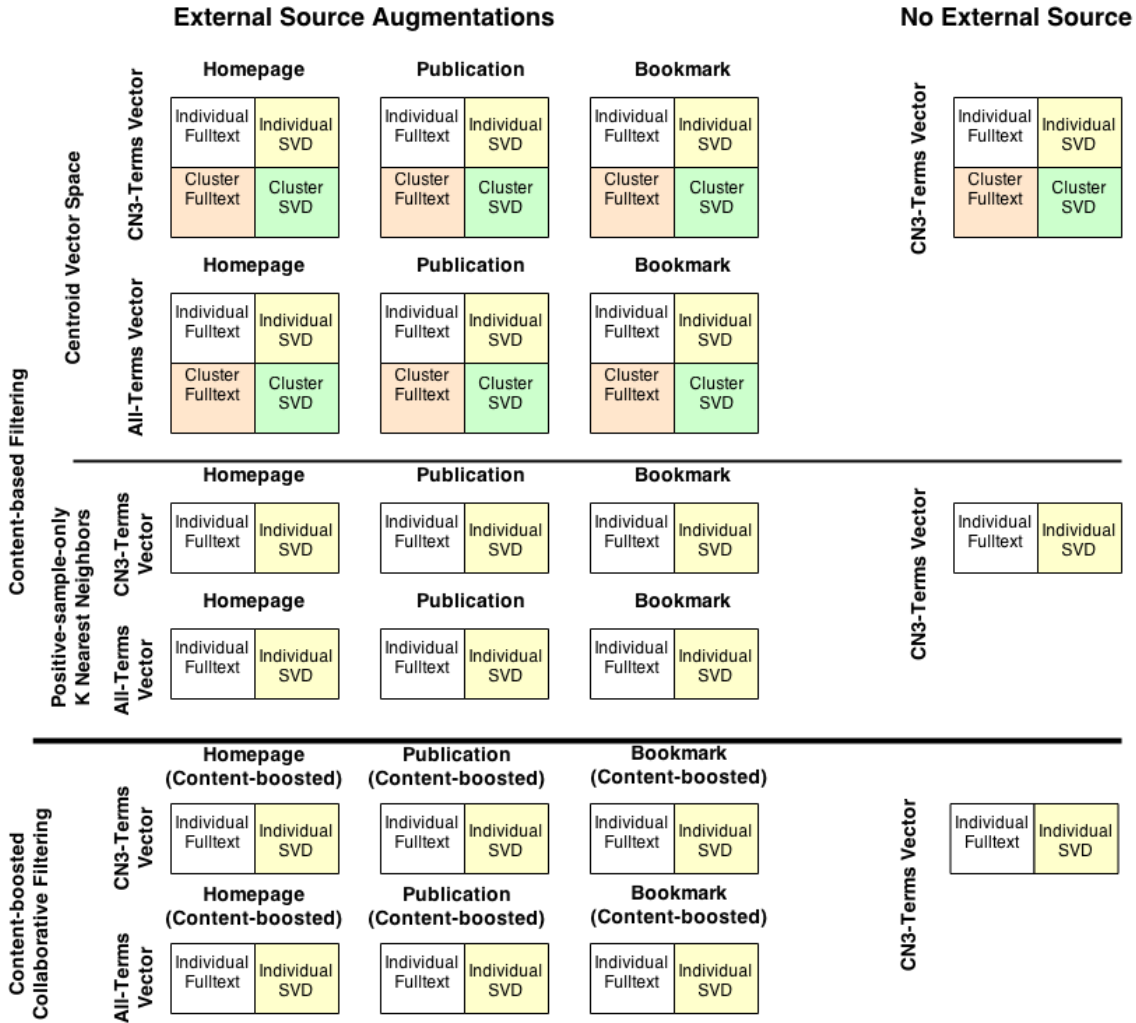 External Source Augmentations
No External Source
Content-based Filtering
Centroid Vector Space
CN3-Terms Vector
Homepage
Publication
Bookmark
Individual
Fulltext
Individual
SVD
Cluster
Fulltext
Cluster
SVD
Individual
Fulltext
Individual
SVD
Cluster
Fulltext
Cluster
SVD
Individual
Fulltext
Individual
SVD
Cluster
Fulltext
Cluster
SVD
CN3-Terms Vector
Individual
Fulltext
Individual
SVD
Cluster
Fulltext
Cluster
SVD
All-Terms Vector
Homepage
Publication
Bookmark
Individual
Fulltext
Individual
SVD
Cluster
Fulltext
Cluster
SVD
Individual
Fulltext
Individual
SVD
Cluster
Fulltext
Cluster
SVD
Individual
Fulltext
Individual
SVD
Cluster
Fulltext
Cluster
SVD
Positive-sample-only
K Nearest Neighbors
CN3-Terms
Vector
Homepage
Publication
Bookmark
Individual
Fulltext
Individual
SVD
Individual
Fulltext
Individual
SVD
Individual
Fulltext
Individual
SVD
CN3-Terms Vector
Individual
Fulltext
Individual
SVD
All-Terms
Vector
Homepage
Publication
Bookmark
Individual
Fulltext
Individual
SVD
Individual
Fulltext
Individual
SVD
Individual
Fulltext
Individual
SVD
Content-boosted
Collaborative Filtering
CN3-Terms
Vector
Homepage
(Content-boosted)
Publication
(Content-boosted)
Bookmark
(Content-boosted)
Individual
Fulltext
Individual
SVD
Individual
Fulltext
Individual
SVD
Individual
Fulltext
Individual
SVD
CN3-Terms Vector
Individual
Fulltext
Individual
SVD
All-Terms
Vector
Homepage
(Content-boosted)
Publication
(Content-boosted)
Bookmark
(Content-boosted)
Individual
Fulltext
Individual
SVD
Individual
Fulltext
Individual
SVD
Individual
Fulltext
Individual
SVD